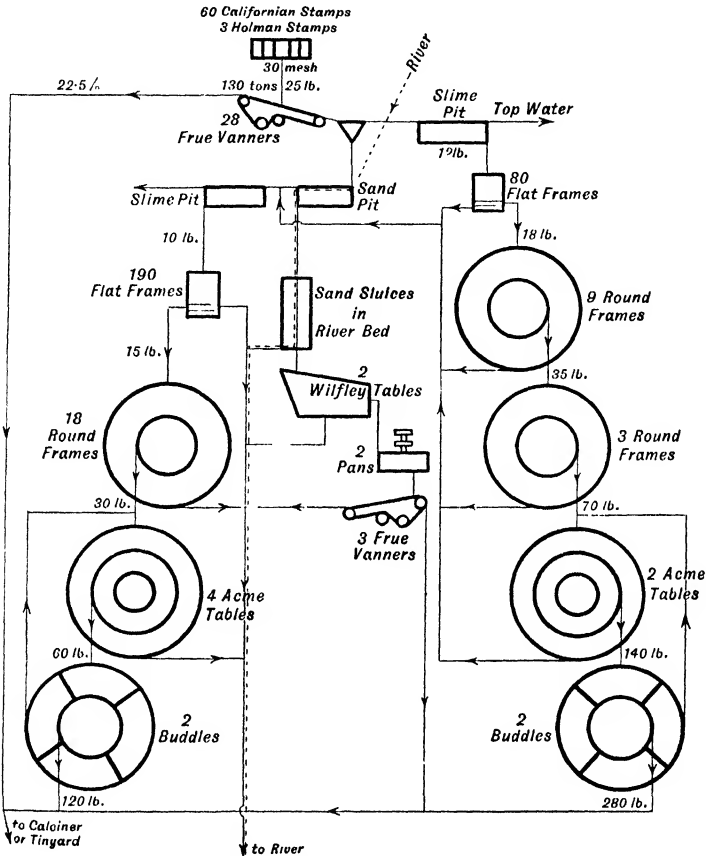 60 Californian Stamps
3 Holman Stamps
30 mesh
22·5/
130 tons 25 lb.
River
28
Frue Vanners
Slime
Pit
Top Water
lb.
80
Flat Frames
Slime Pit
Sand
Pit
10 lb.
18 lb.
190
Flat Frames
Sand Sluices
in
River Bed
9 Round
Frames
15 lb.
2
Wilfley Tables
35 lb.
18
Round
Frames
2
Pans
3 Round
Frames
30 lb.
70 lb.
3 Frue
Vanners
4 Acme
Tables
2 Acme
Tables
60 lb.
140 lb.
2
Buddles
2
Buddles
120 lb.
280 lb.
to Calciner
or Tinyard
to River